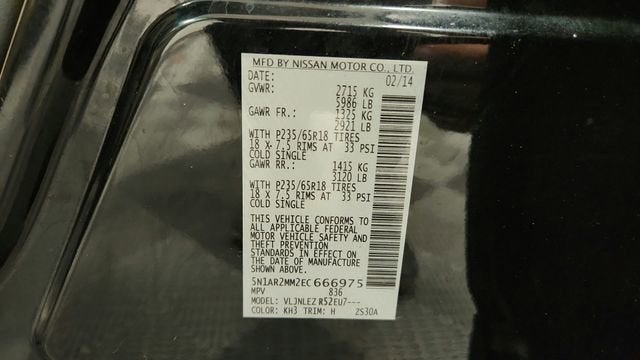 MFD BY NISSAN MOTOR CO., LTD.
DATE: 02/14
GVWR: 2715 KG
5986 LB
GAWR FR.: 1325 KG
2921 LB
WITH P235/65R18 TIRES
18 X 7.5 RIMS AT 33 PSI
COLD SINGLE
GAWR RR.: 1415 KG
3120 LB
WITH P235/65R18 TIRES
18 X 7.5 RIMS AT 33 PSI
COLD SINGLE
THIS VEHICLE CONFORMS TO
ALL APPLICABLE FEDERAL
MOTOR VEHICLE SAFETY AND
THEFT PREVENTION
STANDARDS IN EFFECT ON
THE DATE OF MANUFACTURE
SHOWN ABOVE.
5N1AR2MM2EC666975
MPV 836
MODEL: VLJNLEZ R52EU7---
COLOR: KH3 TRIM: H ZS30A